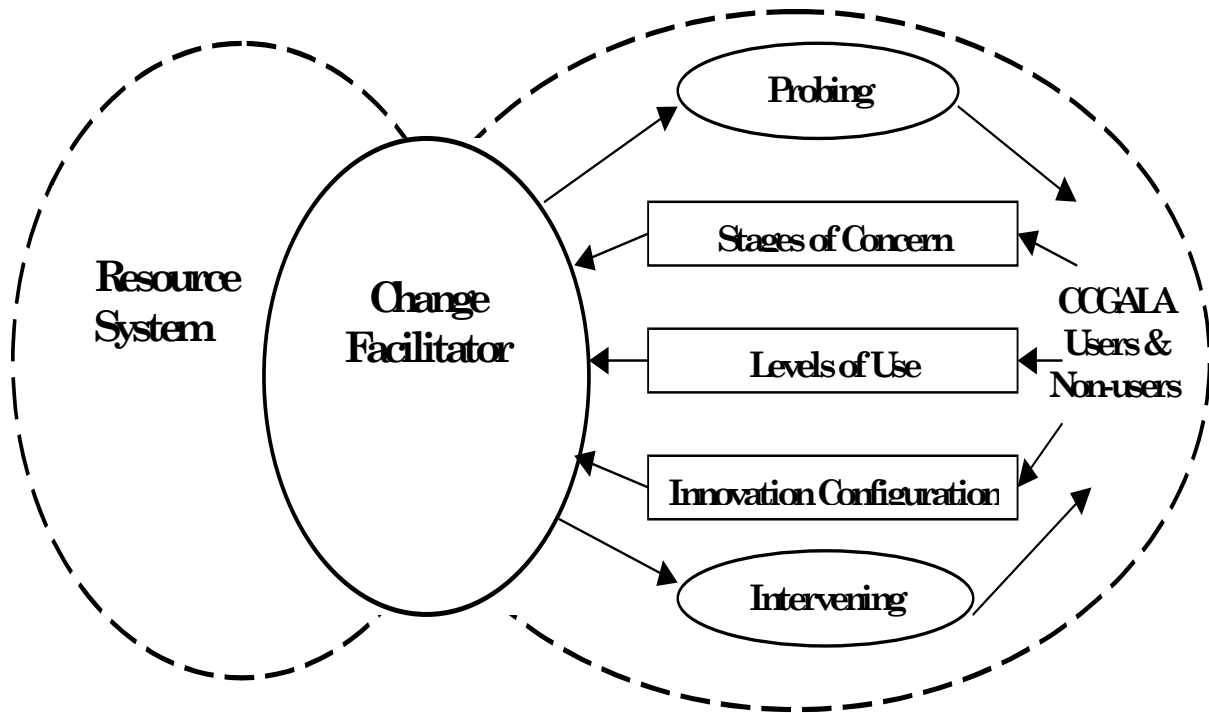 Probing
Stages of Concern
Resource
System
Change
Facilitator
CCGALA
Users &
Non-users
Levels of Use
Innovation Configuration
Intervening